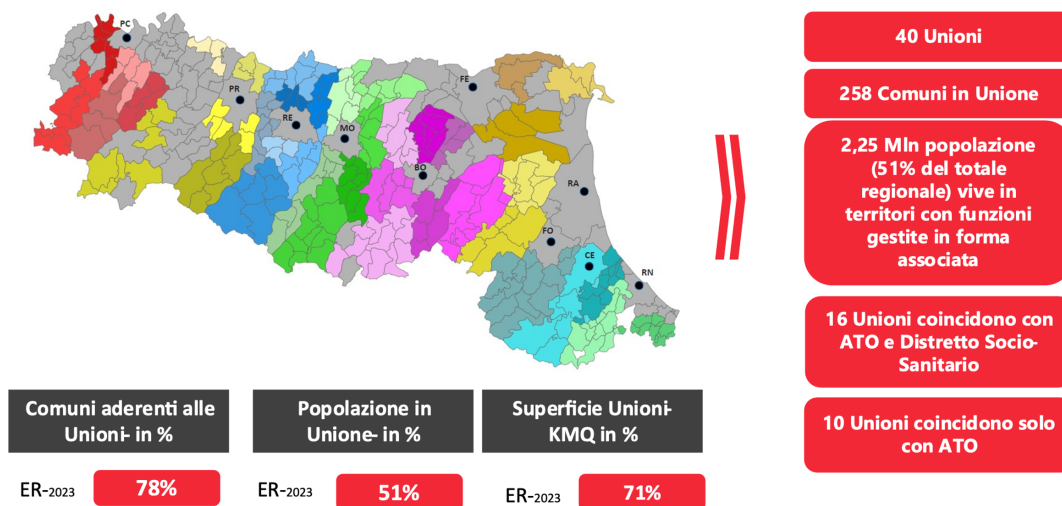 PC
PR
RE
MO
FE
BO
RA
FO
CE
RN
40 Unioni
258 Comuni in Unione
2,25 Mln popolazione
(51% del totale
regionale) vive in
territori con funzioni
gestite in forma
associata
16 Unioni coincidono con
ATO e Distretto Socio-
Sanitario
10 Unioni coincidono solo
con ATO
Comuni aderenti alle
Unioni- in %
ER-2023 78%
Popolazione in
Unione- in %
ER-2023 51%
Superficie Unioni-
KMQ in %
ER-2023 71%